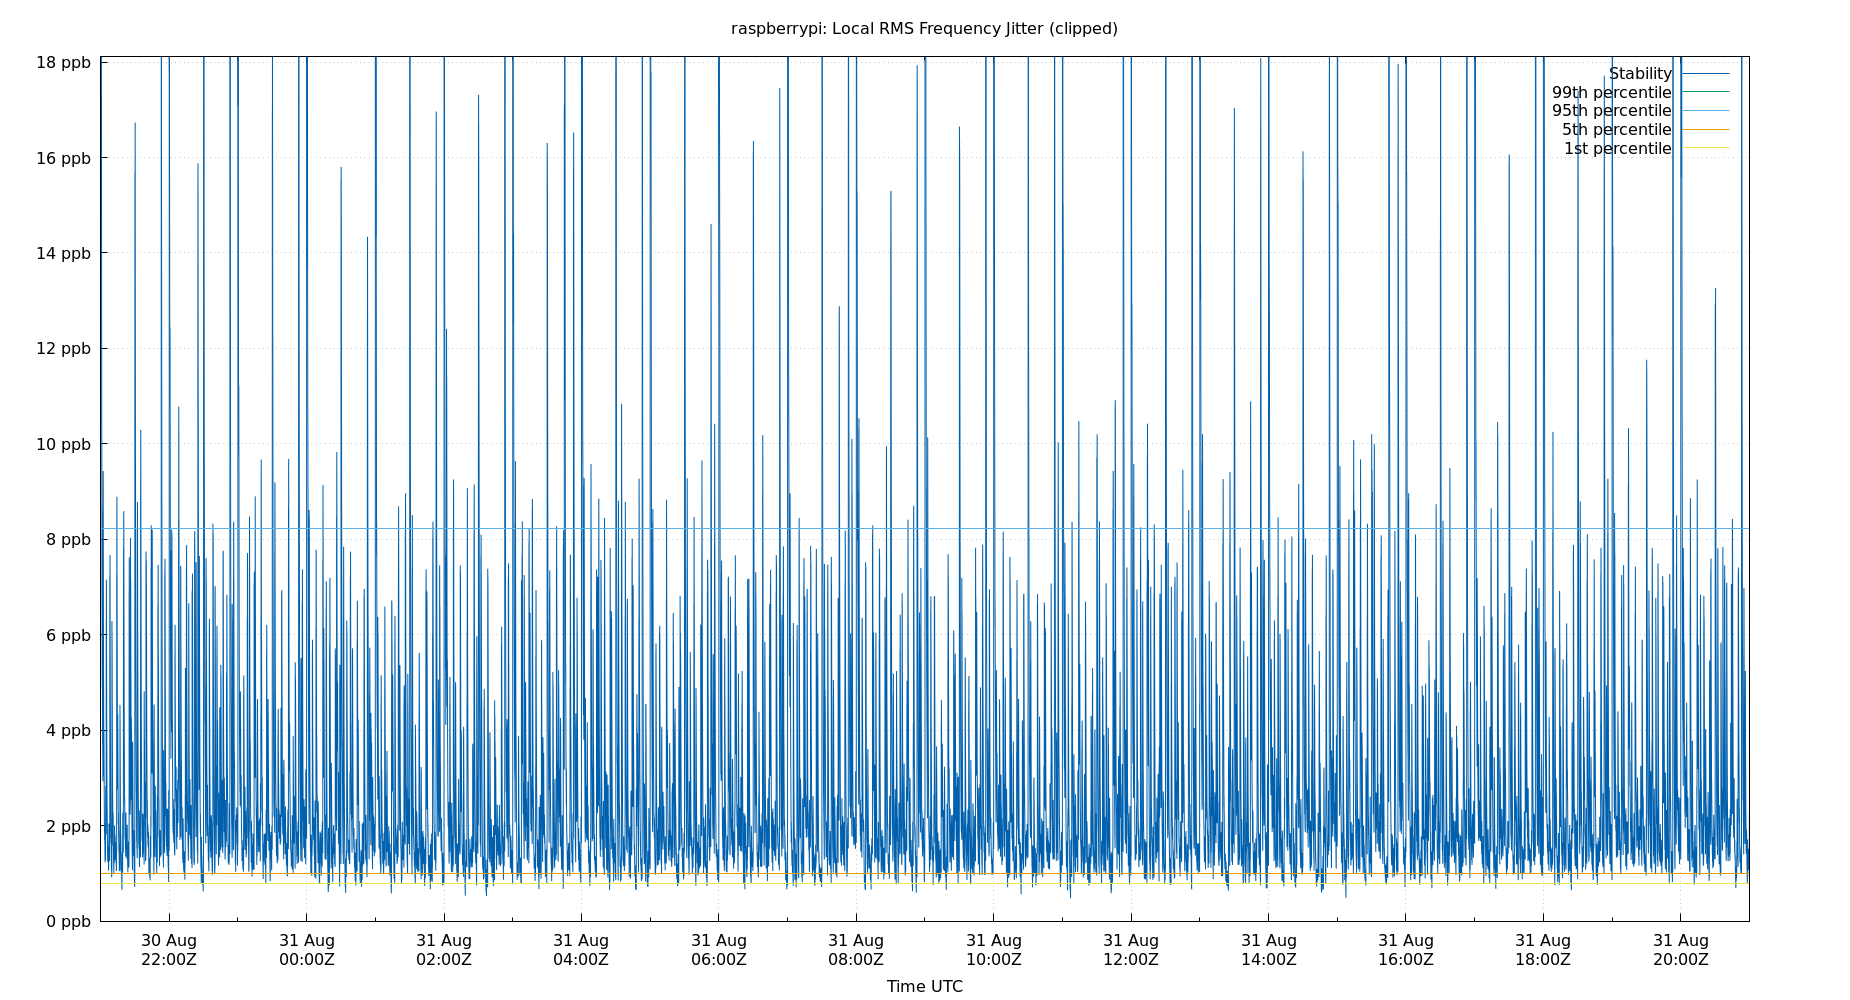 raspberrypi: Local RMS Frequency Jitter (clipped)
18 ppb
16 ppb
14 ppb
12 ppb
10 ppb
8 ppb
6 ppb
4 ppb
2 ppb
0 ppb
Stability
99th percentile
95th percentile
5th percentile
1st percentile
30 Aug 31 Aug 31 Aug 31 Aug 31 Aug 31 Aug 31 Aug 31 Aug 31 Aug 31 Aug 31 Aug 31 Aug
22:00Z 00:00Z 02:00Z 04:00Z 06:00Z 08:00Z 10:00Z 12:00Z 14:00Z 16:00Z 18:00Z 20:00Z
Time UTC